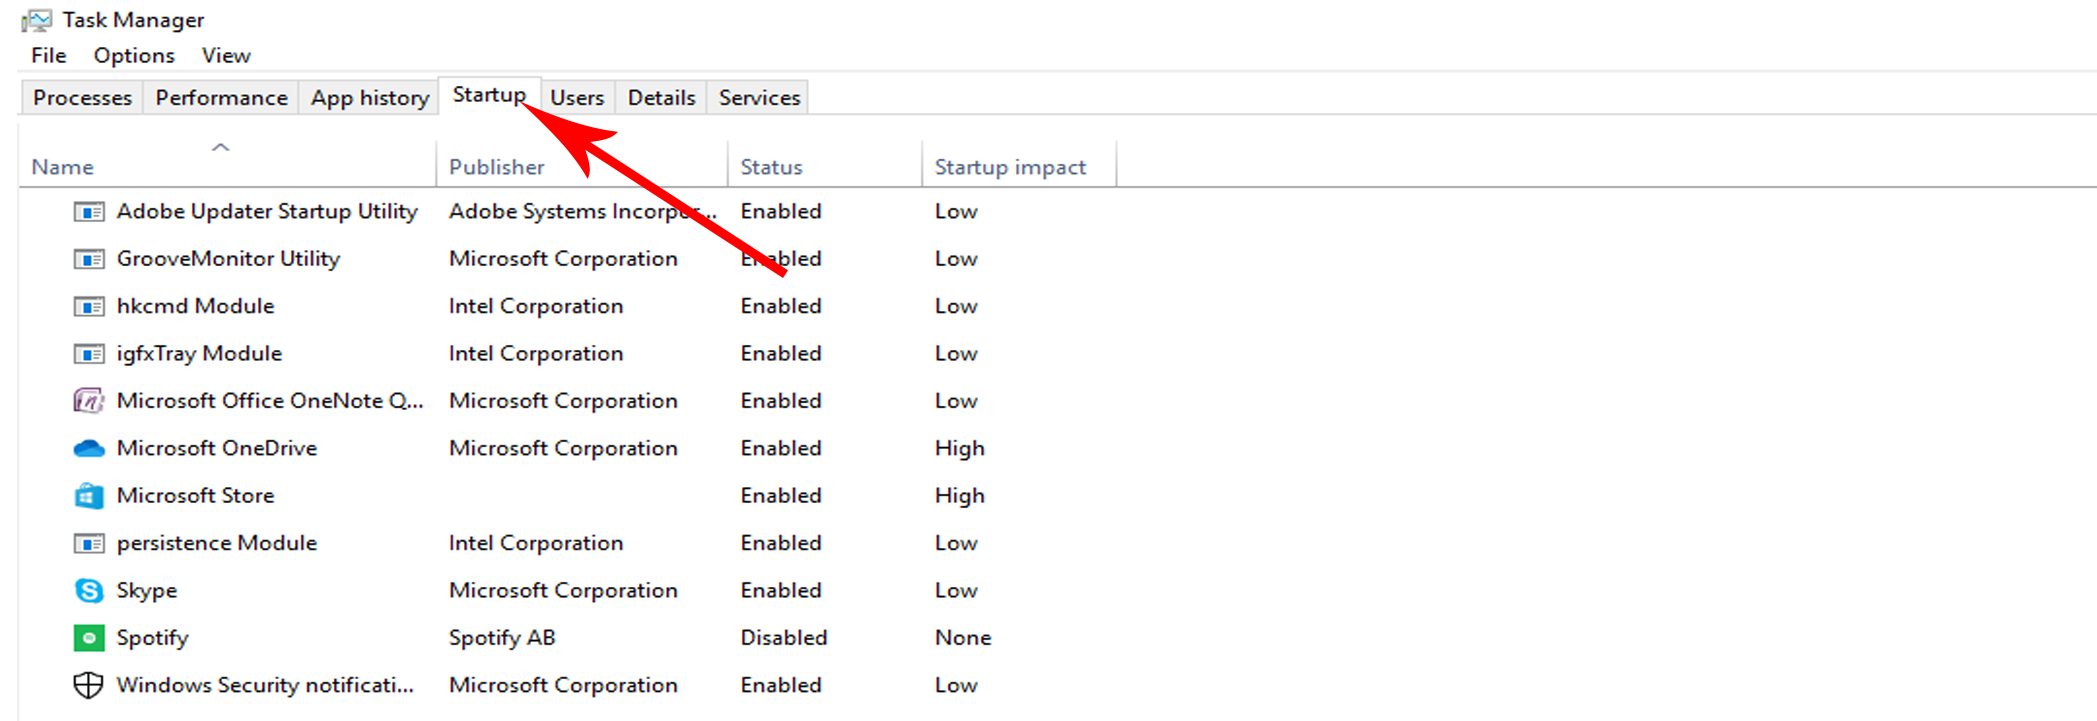 Task Manager
File Options View
Processes Performance App history Startup Users Details Services
Name Publisher Status Startup impact
Adobe Updater Startup Utility Adobe Systems Incorpor... Enabled Low
GrooveMonitor Utility Microsoft Corporation Enabled Low
hkcmd Module Intel Corporation Enabled Low
igfxTray Module Intel Corporation Enabled Low
Microsoft Office OneNote Q... Microsoft Corporation Enabled Low
Microsoft OneDrive Microsoft Corporation Enabled High
Microsoft Store Enabled High
persistence Module Intel Corporation Enabled Low
Skype Microsoft Corporation Enabled Low
Spotify Spotify AB Disabled None
Windows Security notificati... Microsoft Corporation Enabled Low